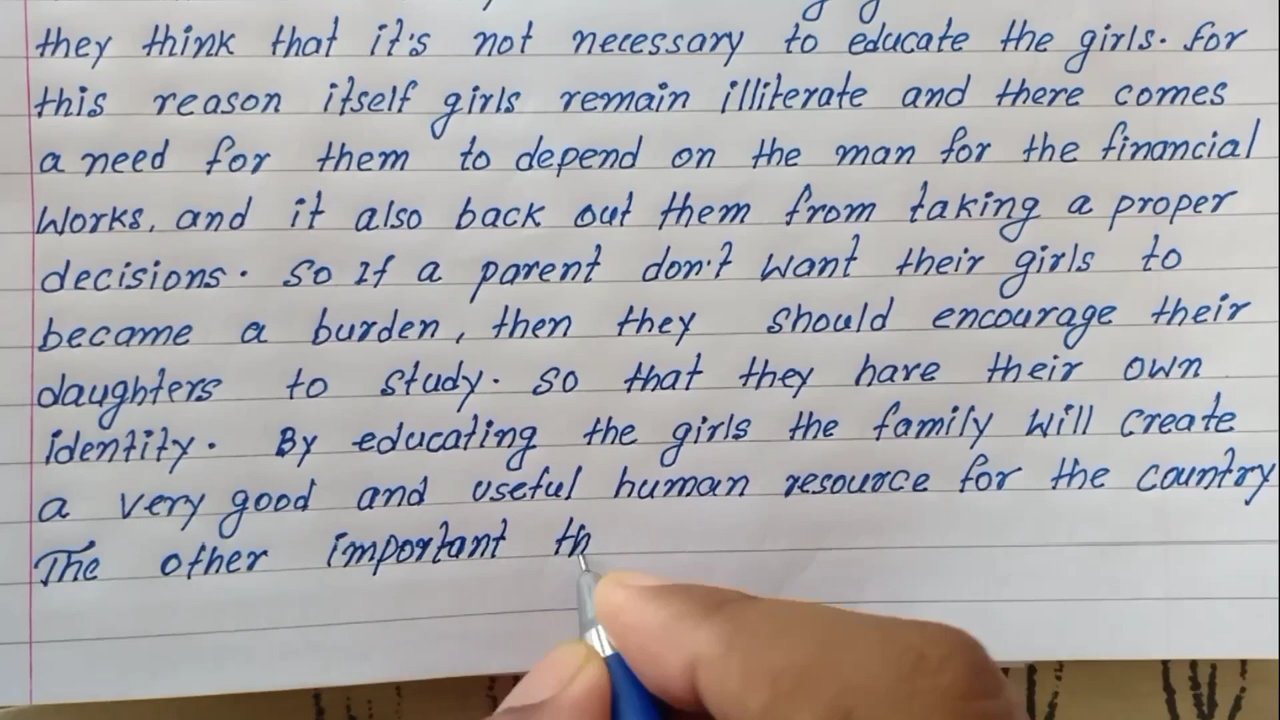 they think that it's not necessary to educate the girls. for
this reason itself girls remain illiterate and there comes
a need for them to depend on the man for the financial
works, and it also back out them from taking a proper
decisions. So If a parent don't want their girls to
became a burden, then they should encourage their
daughters to study. so that they have their own
identity. By educating the girls the family will create
a very good and useful human resource for the country
The other important th